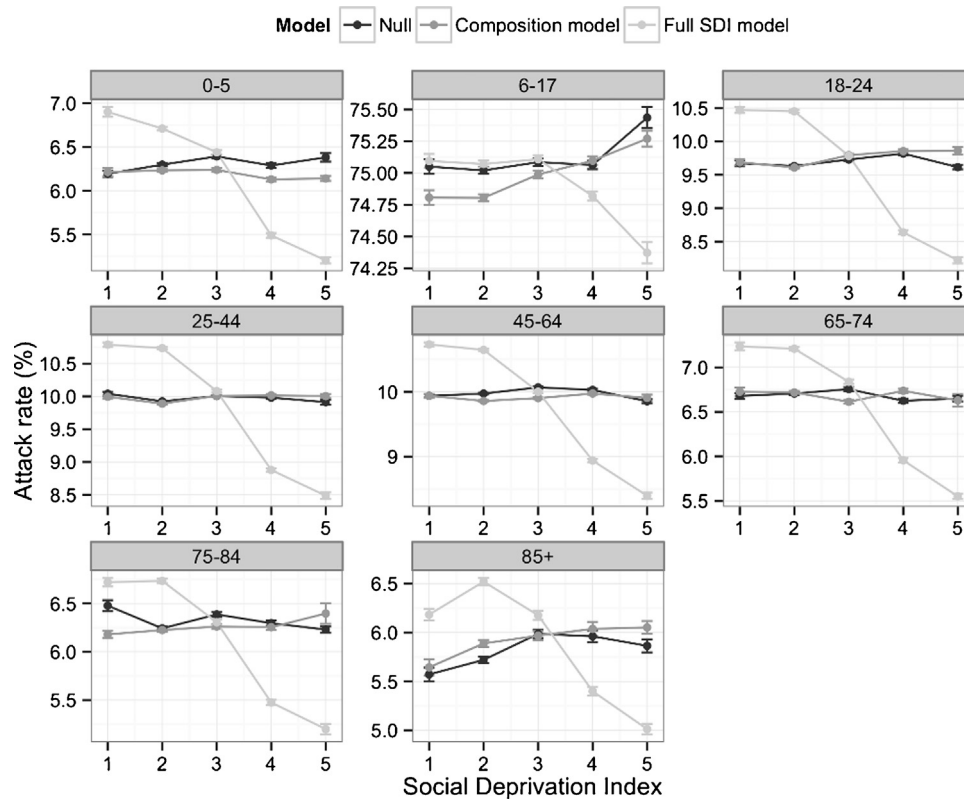 Model Null Composition model Full SDI model
0-5 6-17 18-24
7.0 6.5 6.0 5.5
75.50 75.25 75.00 74.75 74.50 74.25
10.5 10.0 9.5 9.0 8.5
1 2 3 4 5 1 2 3 4 5 1 2 3 4 5
25-44 45-64 65-74
10.5 10.0 9.5 9.0 8.5
10 9
7.0 6.5 6.0 5.5
1 2 3 4 5 1 2 3 4 5 1 2 3 4 5
75-84 85+
6.5 6.0 5.5
6.5 6.0 5.5 5.0
1 2 3 4 5 1 2 3 4 5
Attack rate (%)
Social Deprivation Index